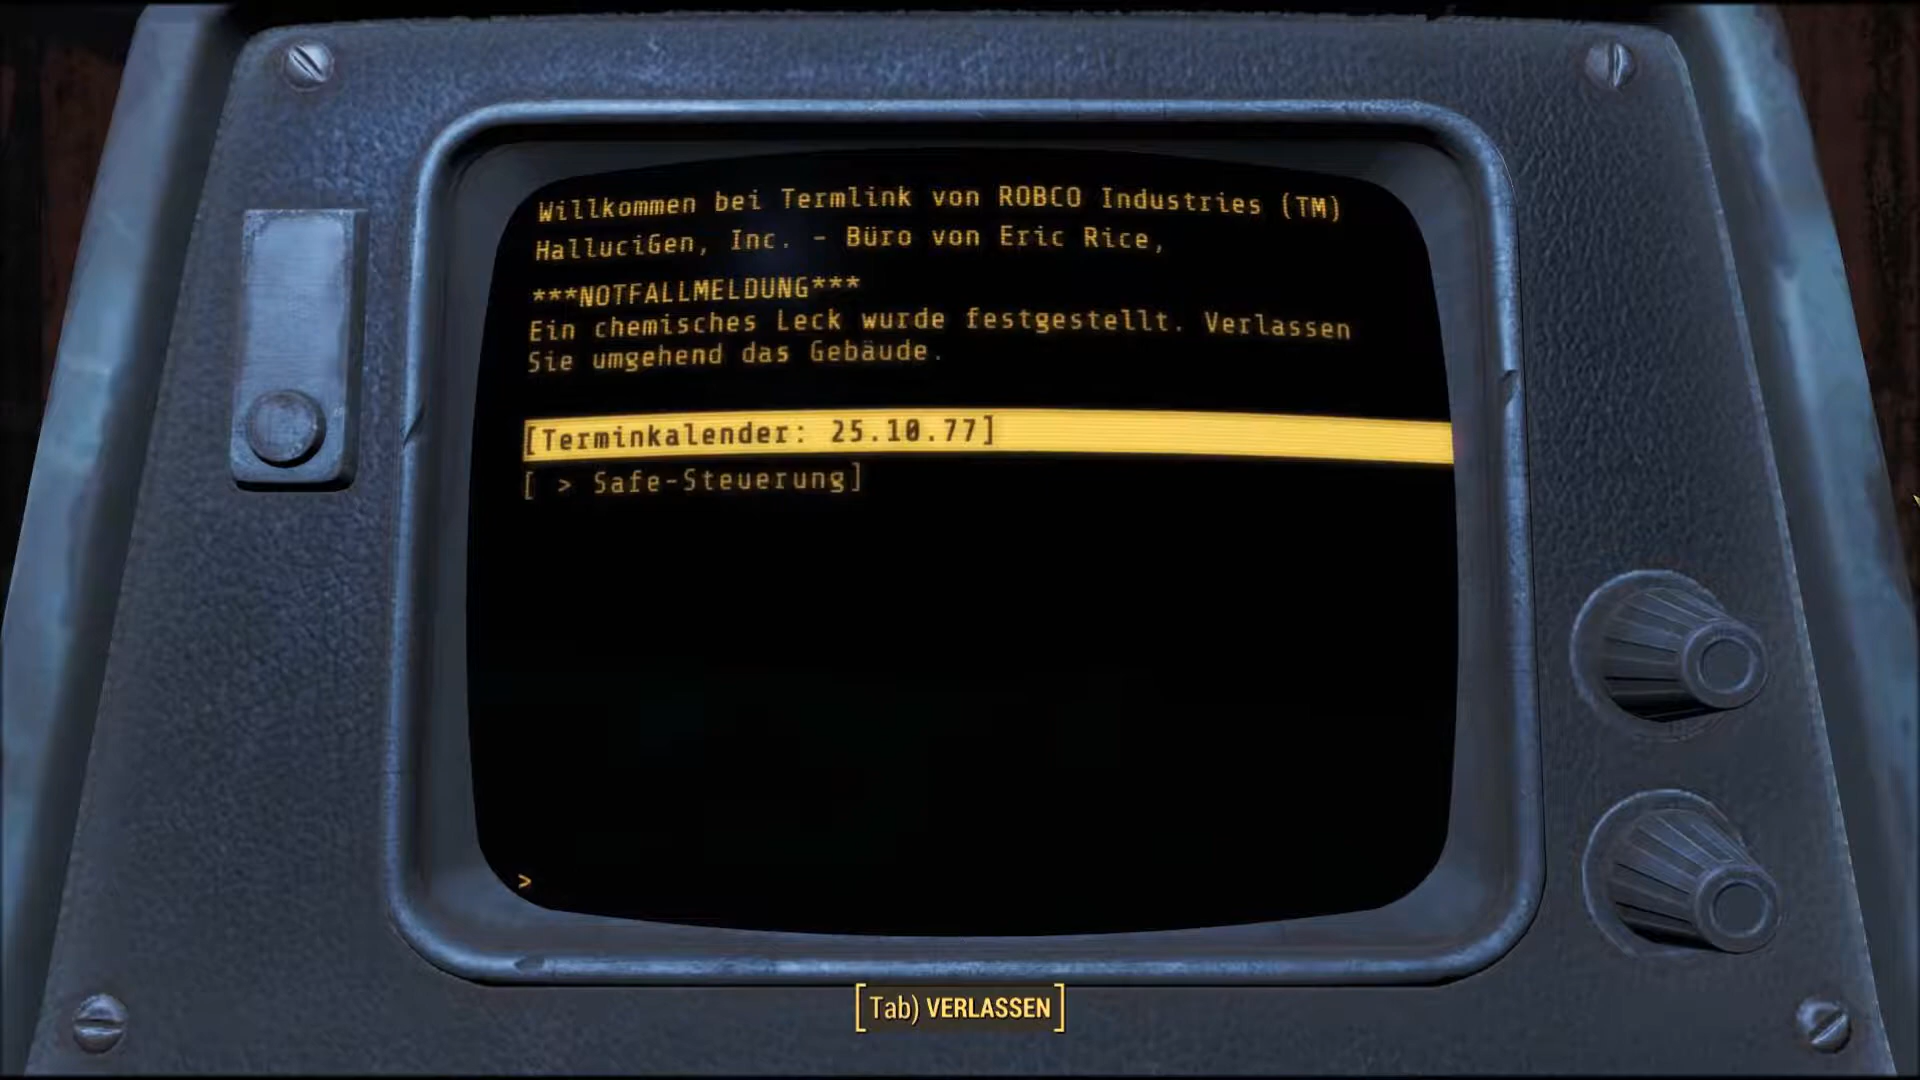 Willkommen bei Termlink von ROBCO Industries (TM)
HalluciGen, Inc. - Büro von Eric Rice,
***NOTFALLMELDUNG***
Ein chemisches Leck wurde festgestellt. Verlassen
Sie umgehend das Gebäude.
[Terminkalender: 25.10.77]
[ > Safe-Steuerung]
>
[Tab) VERLASSEN]